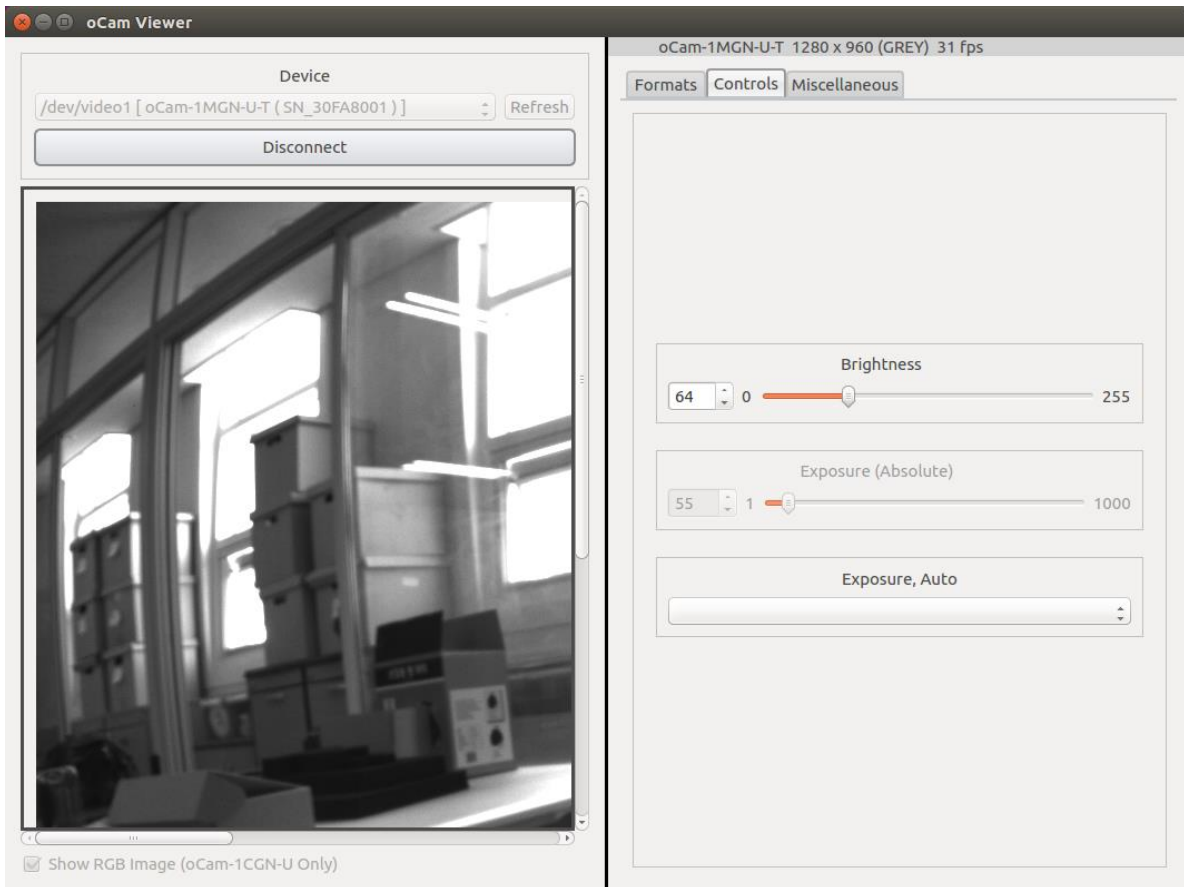 oCam Viewer
Device
/dev/video1 [ oCam-1MGN-U-T ( SN_30FA8001 ) ]
Refresh
Disconnect
Show RGB Image (oCam-1CGN-U Only)
oCam-1MGN-U-T 1280 x 960 (GREY) 31 fps
Formats Controls Miscellaneous
Brightness
64 0 255
Exposure (Absolute)
55 1 1000
Exposure, Auto